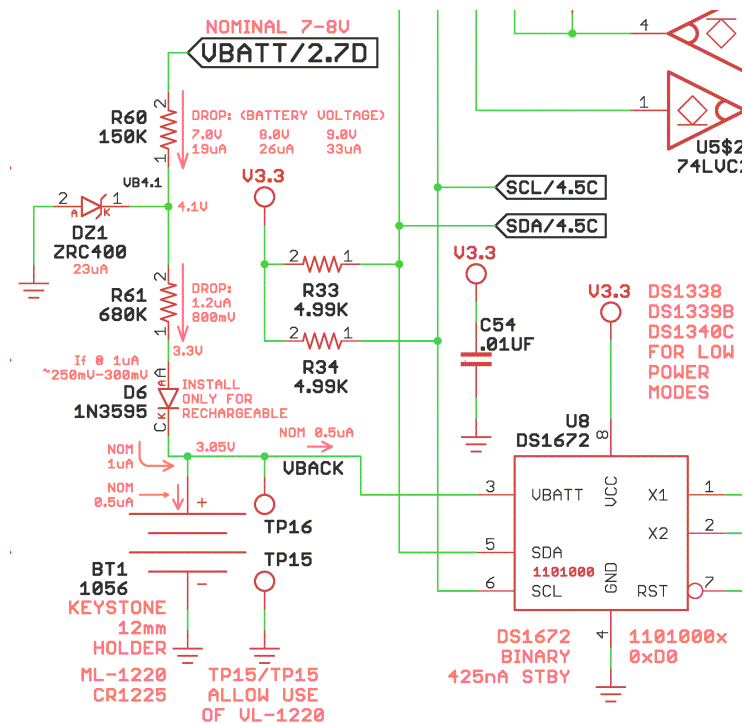 NOMINAL 7-8V
VBATT/2.7D
2
R60
150K
1
DROP: (BATTERY VOLTAGE)
7.0V 8.0V 9.0V
19uA 26uA 33uA
VB4.1
4.1V
2
1
A
K
DZ1
ZRC400
23uA
2
R61
680K
1
DROP:
1.2uA
800mV
3.3V
If @ 1uA
~250mV-300mV
A
A
D6
1N3595
C
K
INSTALL
ONLY FOR
RECHARGEABLE
NOM
1uA
3.05V
NOM 0.5uA
VBACK
NOM
0.5uA
+
-
BT1
1056
KEYSTONE
12mm
HOLDER
ML-1220
CR1225
TP16
TP15
TP15/TP15
ALLOW USE
OF VL-1220
V3.3
2
1
R33
4.99K
2
1
R34
4.99K
SCL/4.5C
SDA/4.5C
4
1
U5$2
V3.3
C54
.01UF
V3.3
DS1338
DS1339B
DS1340C
FOR LOW
POWER
MODES
U8
DS1672
8
3
VBATT
VCC
X1
1
X2
2
5
SDA
1101000
6
SCL
GND
RST
7
4
DS1672
BINARY
425nA STBY
1101000x
0xD0